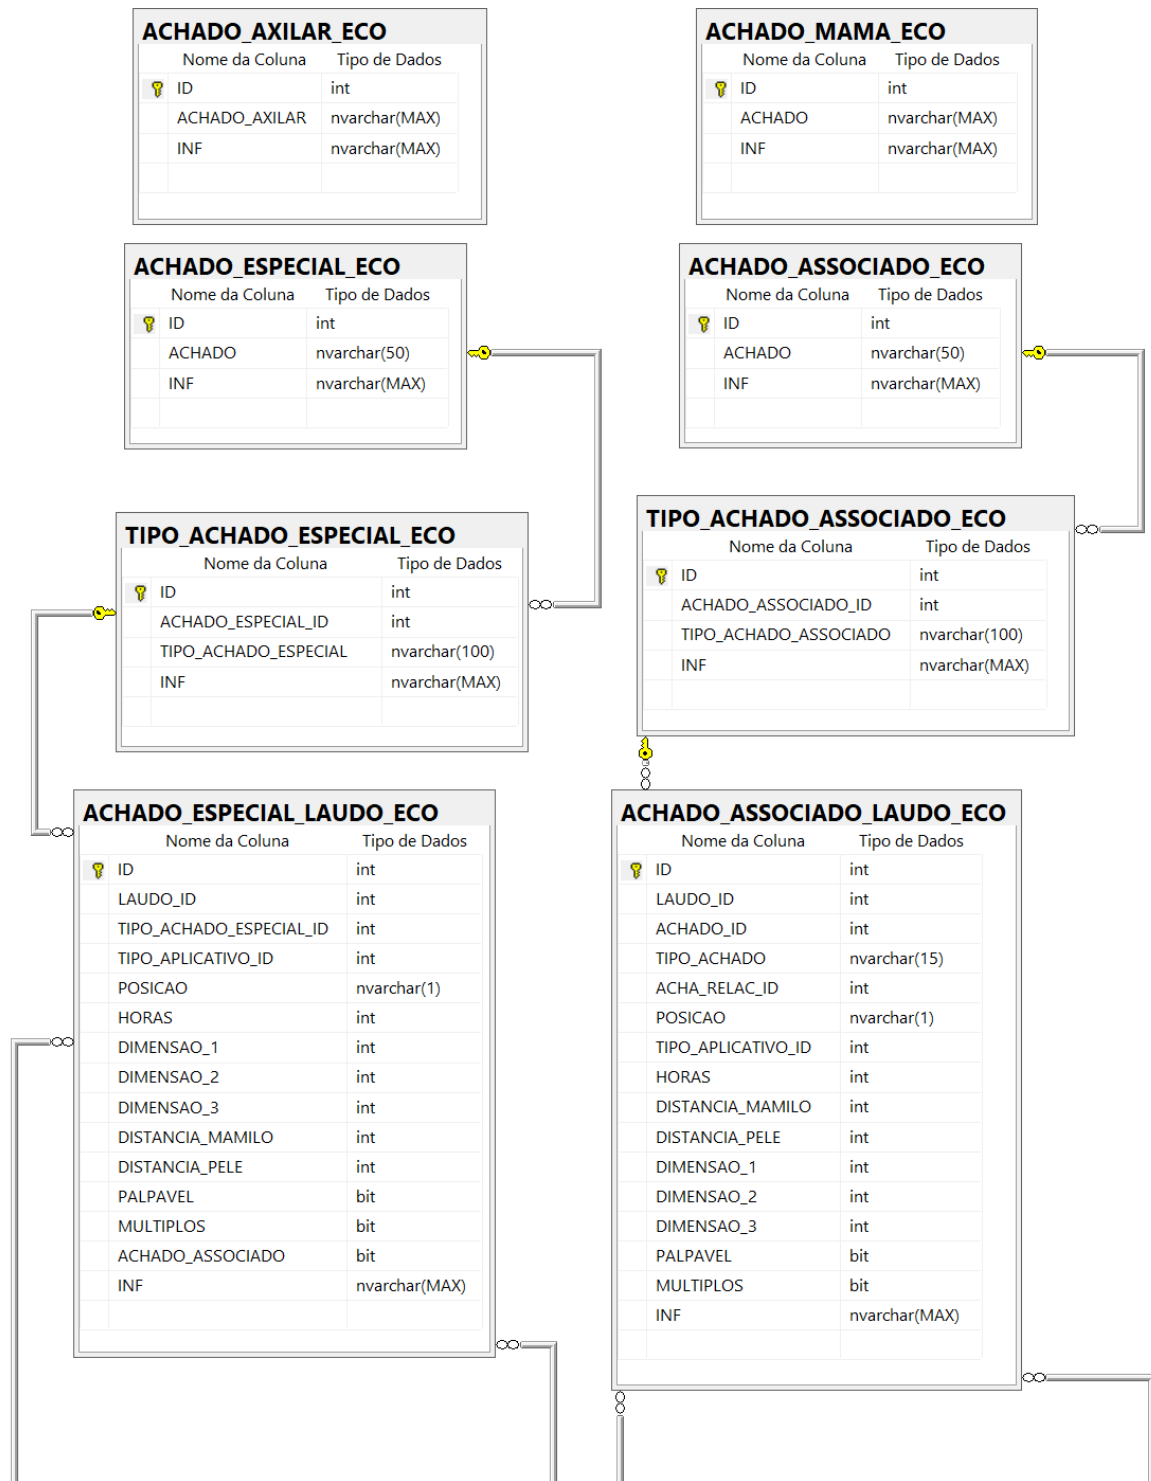 ACHADO_AXILAR_ECO
Nome da Coluna Tipo de Dados
ID int
ACHADO_AXILAR nvarchar(MAX)
INF nvarchar(MAX)
ACHADO_MAMA_ECO
Nome da Coluna Tipo de Dados
ID int
ACHADO nvarchar(MAX)
INF nvarchar(MAX)
ACHADO_ESPECIAL_ECO
Nome da Coluna Tipo de Dados
ID int
ACHADO nvarchar(50)
INF nvarchar(MAX)
ACHADO_ASSOCIADO_ECO
Nome da Coluna Tipo de Dados
ID int
ACHADO nvarchar(50)
INF nvarchar(MAX)
TIPO_ACHADO_ESPECIAL_ECO
Nome da Coluna Tipo de Dados
ID int
ACHADO_ESPECIAL_ID int
TIPO_ACHADO_ESPECIAL nvarchar(100)
INF nvarchar(MAX)
TIPO_ACHADO_ASSOCIADO_ECO
Nome da Coluna Tipo de Dados
ID int
ACHADO_ASSOCIADO_ID int
TIPO_ACHADO_ASSOCIADO nvarchar(100)
INF nvarchar(MAX)
ACHADO_ESPECIAL_LAUDO_ECO
Nome da Coluna Tipo de Dados
ID int
LAUDO_ID int
TIPO_ACHADO_ESPECIAL_ID int
TIPO_APLICATIVO_ID int
POSICAO nvarchar(1)
HORAS int
DIMENSAO_1 int
DIMENSAO_2 int
DIMENSAO_3 int
DISTANCIA_MAMILO int
DISTANCIA_PELE int
PALPAVEL bit
MULTIPLOS bit
ACHADO_ASSOCIADO bit
INF nvarchar(MAX)
ACHADO_ASSOCIADO_LAUDO_ECO
Nome da Coluna Tipo de Dados
ID int
LAUDO_ID int
ACHADO_ID int
TIPO_ACHADO nvarchar(15)
ACHA_RELAC_ID int
POSICAO nvarchar(1)
TIPO_APLICATIVO_ID int
HORAS int
DISTANCIA_MAMILO int
DISTANCIA_PELE int
DIMENSAO_1 int
DIMENSAO_2 int
DIMENSAO_3 int
PALPAVEL bit
MULTIPLOS bit
INF nvarchar(MAX)